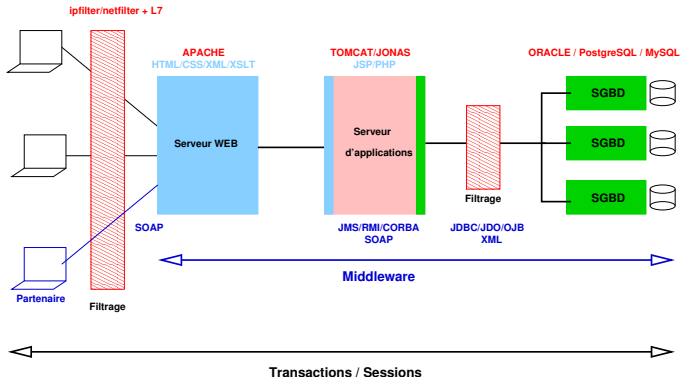 ipfilter/netfilter + L7
APACHE
HTML/CSS/XML/XSLT
TOMCAT/JONAS
JSP/PHP
ORACLE / PostgreSQL / MySQL
SGBD
Serveur WEB
Serveur
d'applications
SGBD
SGBD
Filtrage
SOAP
JMS/RMI/CORBA
SOAP
JDBC/JDO/OJB
XML
Middleware
Partenaire
Filtrage
Transactions / Sessions